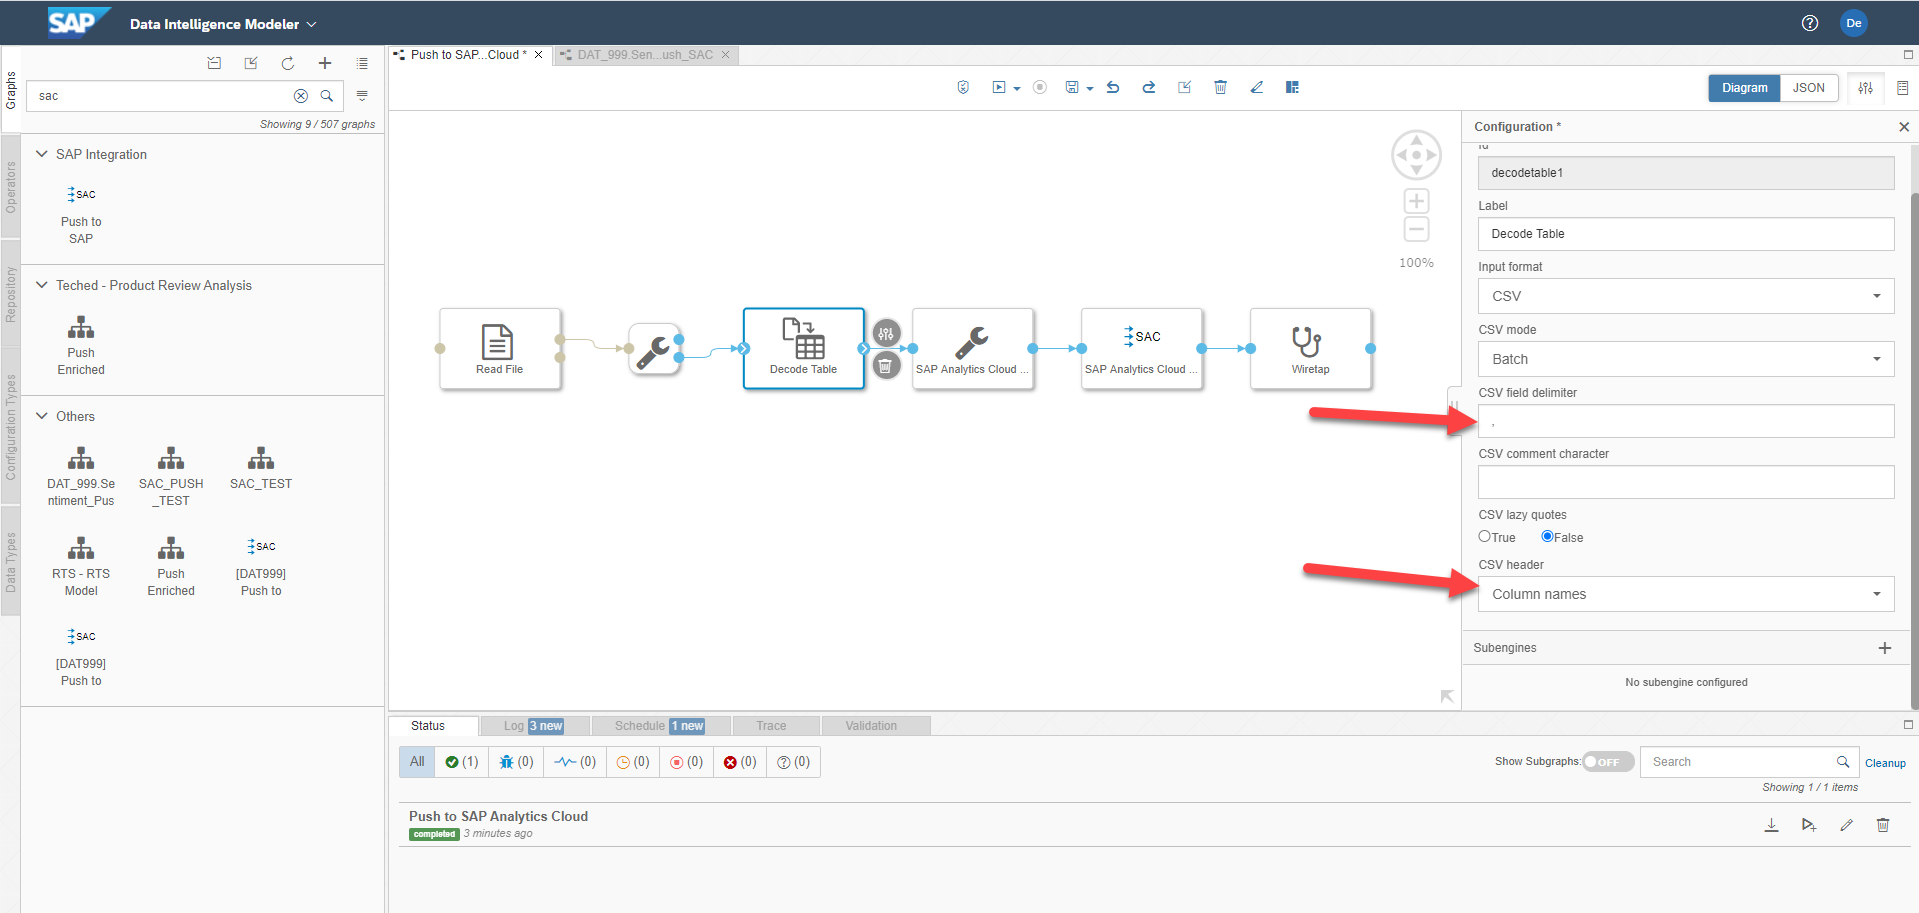 SAP
Data Intelligence Modeler
De
Graphs
Operators
Repository
Configuration Types
Data Types
sac
Showing 9 / 507 graphs
SAP Integration
SAC
Push to
SAP
Teched - Product Review Analysis
Push
Enriched
Others
DAT_999.Se
ntiment_Pus
SAC_PUSH
_TEST
SAC_TEST
RTS - RTS
Model
Push
Enriched
SAC
[DAT999]
Push to
SAC
[DAT999]
Push to
Push to SAP...Cloud *
DAT_999.Sen...ush_SAC
Diagram
JSON
100%
Read File
Decode Table
SAP Analytics Cloud ...
SAC
SAP Analytics Cloud ...
Wiretap
Configuration *
Id
decodetable1
Label
Decode Table
Input format
CSV
CSV mode
Batch
CSV field delimiter
,
CSV comment character
CSV lazy quotes
True
False
CSV header
Column names
Subengines
No subengine configured
Status
Log 3 new
Schedule 1 new
Trace
Validation
All
(1)
(0)
(0)
(0)
(0)
(0)
(0)
Show Subgraphs: OFF
Search
Cleanup
Showing 1 / 1 items
Push to SAP Analytics Cloud
completed 3 minutes ago